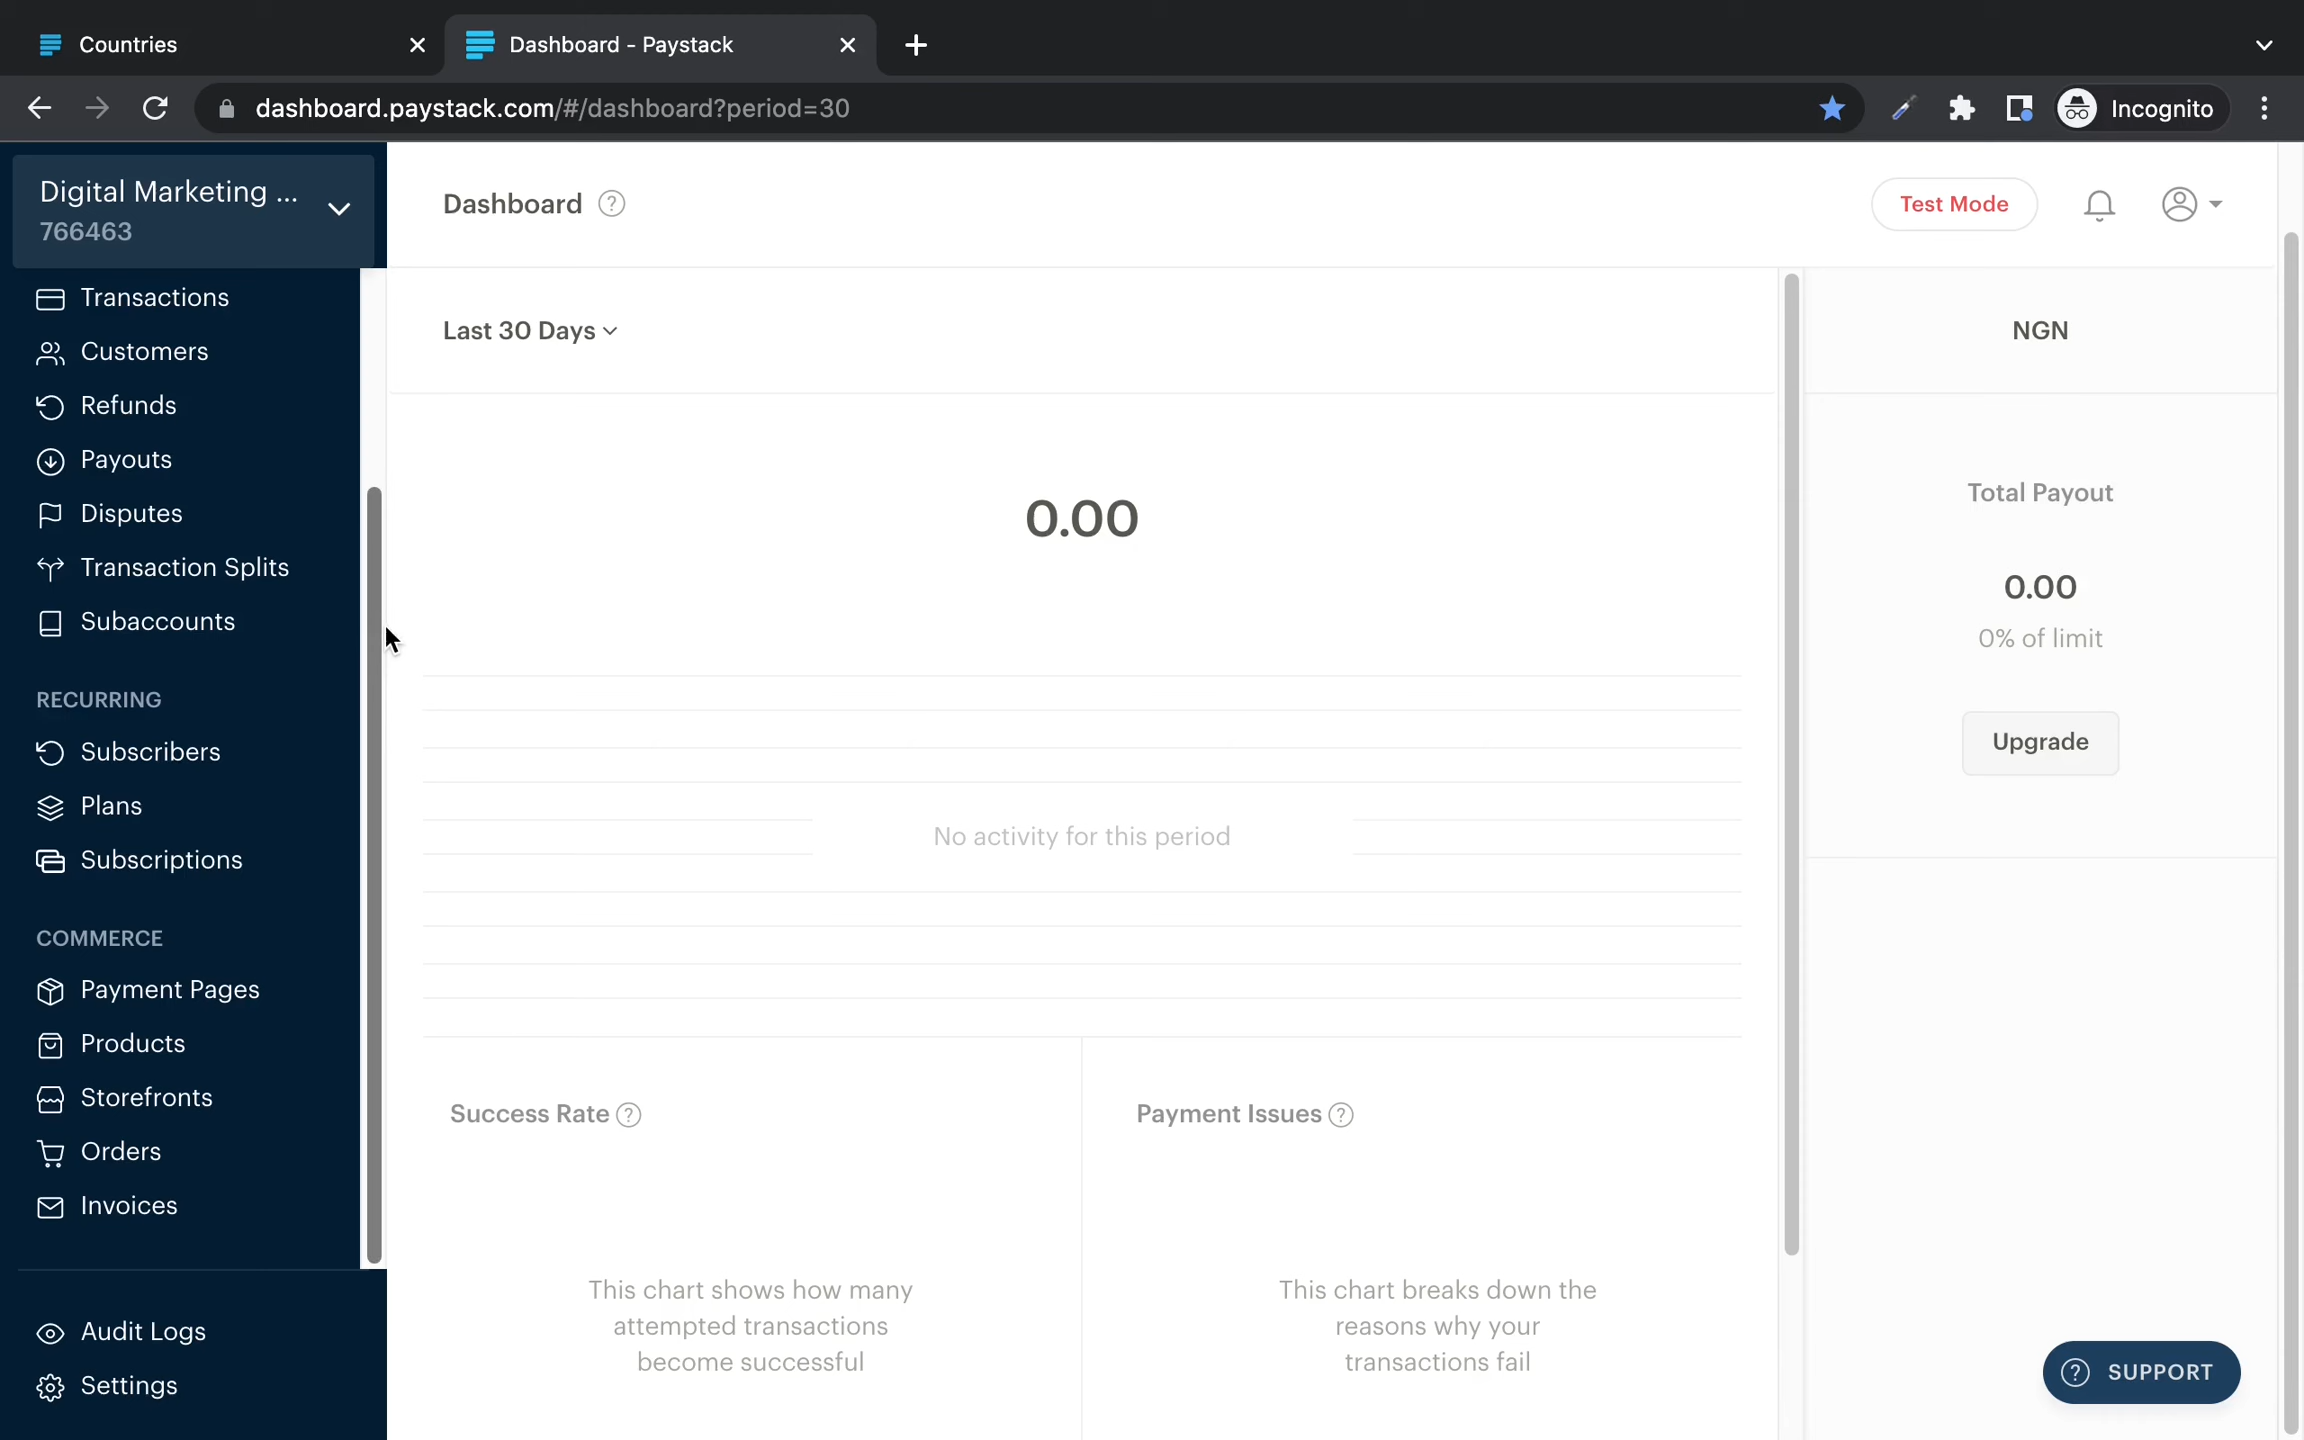 Countries
Dashboard - Paystack
dashboard.paystack.com/#/dashboard?period=30
Incognito
Digital Marketing ...
766463
Dashboard ?
Test Mode
Transactions
Customers
Refunds
Payouts
Disputes
Transaction Splits
Subaccounts
RECURRING
Subscribers
Plans
Subscriptions
COMMERCE
Payment Pages
Products
Storefronts
Orders
Invoices
Audit Logs
Settings
Last 30 Days
0.00
No activity for this period
Success Rate ?
This chart shows how many
attempted transactions
become successful
Payment Issues ?
This chart breaks down the
reasons why your
transactions fail
NGN
Total Payout
0.00
0% of limit
Upgrade
? SUPPORT